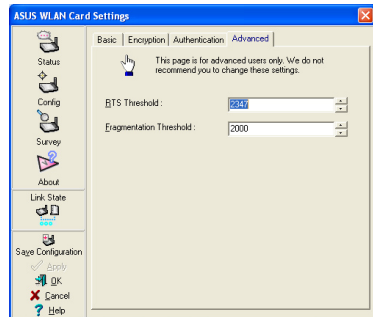 ASUS WLAN Card Settings
Status
Config
Survey
About
Link State
Save Configuration
Apply
OK
Cancel
Help
Basic
Encryption
Authentication
Advanced
This page is for advanced users only. We do not
recommend you to change these settings.
RTS Threshold :
2347
Fragmentation Threshold :
2000